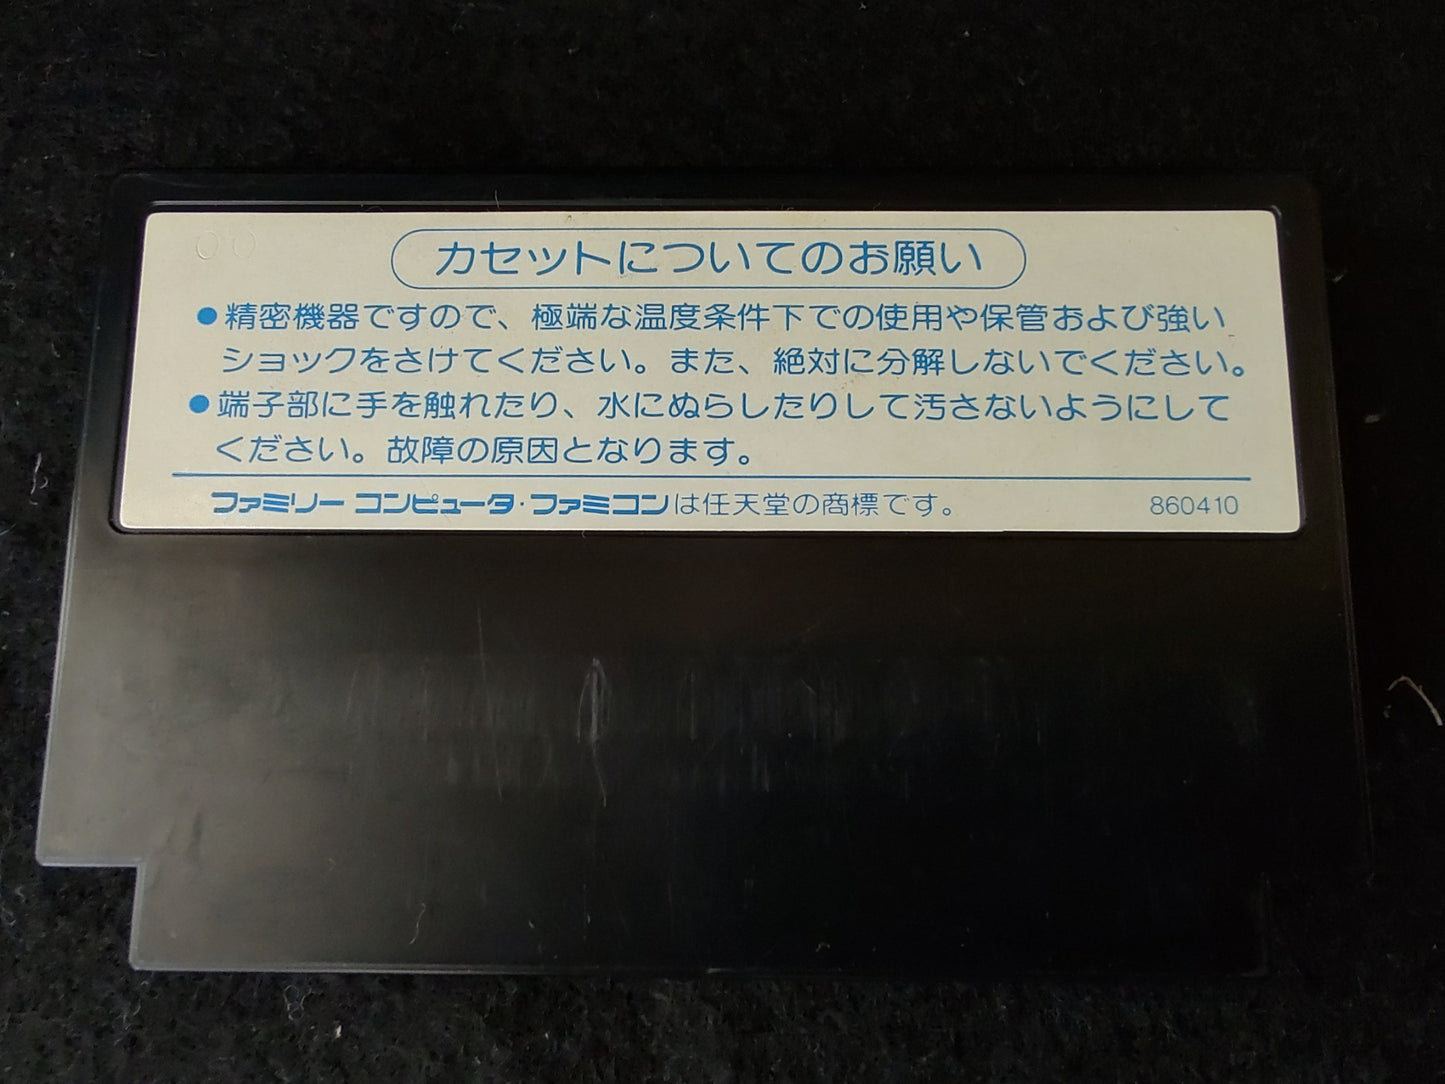 カセットについてのお願い
●精密機器ですので、極端な温度条件下での使用や保管および強い
ショックをさけてください。また、絶対に分解しないでください。
●端子部に手を触れたり、水にぬらしたりして汚さないようにして
ください。故障の原因となります。
ファミリー コンピュータ・ファミコンは任天堂の商標です。 860410